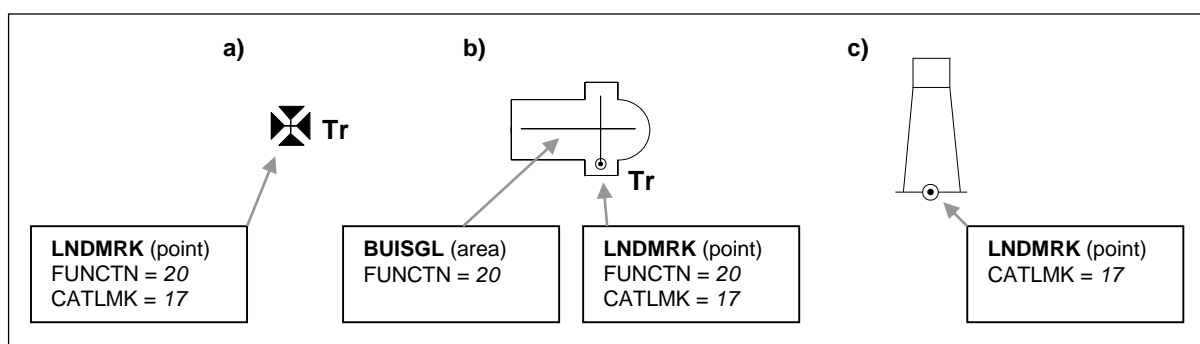 a)
Tr
LNDMRK (point)
FUNCTN = 20
CATLMK = 17
b)
Tr
BUISGL (area)
FUNCTN = 20
LNDMRK (point)
FUNCTN = 20
CATLMK = 17
c)
LNDMRK (point)
CATLMK = 17